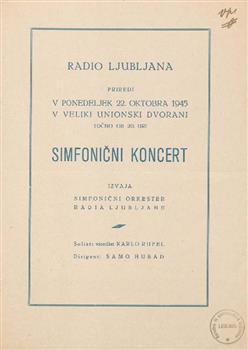 RADIO LJUBLJANA
PRIREDI
V PONEDELJEK 22. OKTOBRA 1945
V VELIKI UNIONSKI DVORANI
TOČNO OB 20. URI
SIMFONIČNI KONCERT
IZVAJA
SIMFONIČNI ORKESTER
RADIA LJUBLJANE
Solist: violinist KARLO RUPEL
Dirigent: SAMO HUBAD